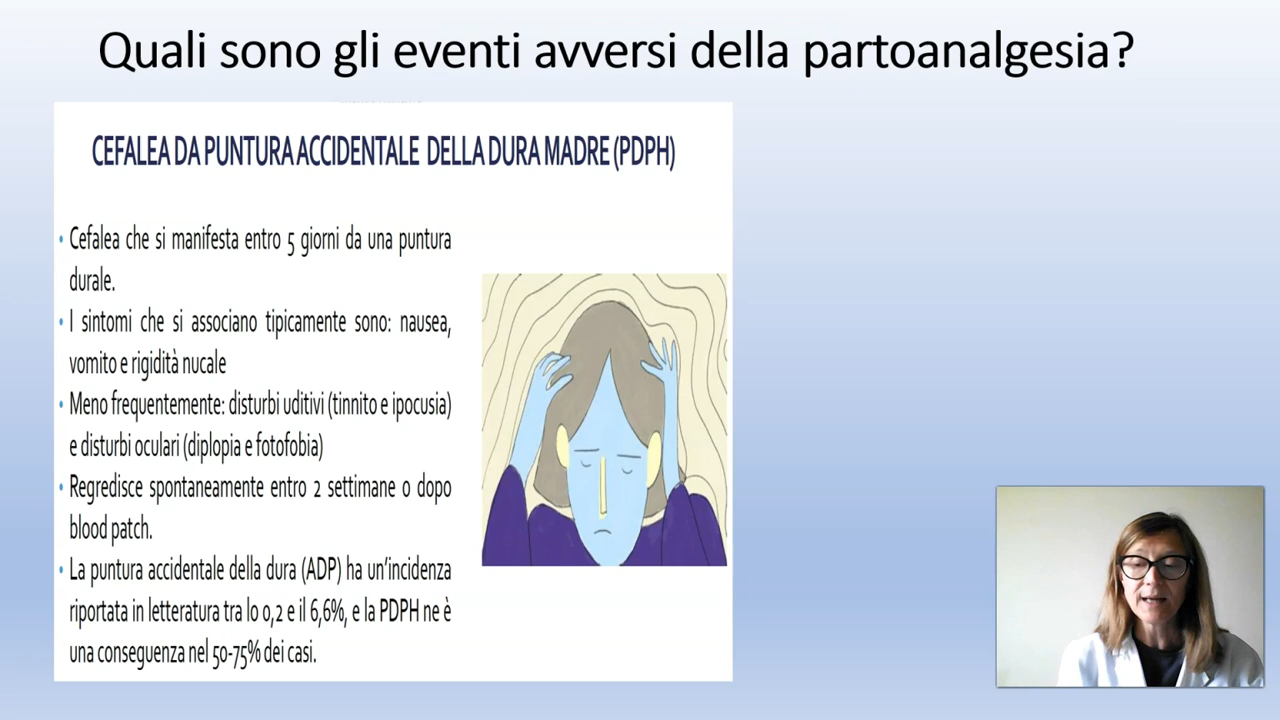 Quali sono gli eventi avversi della partoanalgesia?
CEFALEA DA PUNTURA ACCIDENTALE DELLA DURA MADRE (PDPH)
• Cefalea che si manifesta entro 5 giorni da una puntura
durale.
• I sintomi che si associano tipicamente sono: nausea,
vomito e rigidità nucale
• Meno frequentemente: disturbi uditivi (tinnito e ipocusia)
e disturbi oculari (diplopia e fotofobia)
• Regredisce spontaneamente entro 2 settimane o dopo
blood patch.
• La puntura accidentale della dura (ADP) ha un'incidenza
riportata in letteratura tra lo 0,2 e il 6,6%, e la PDPH ne è
una conseguenza nel 50-75% dei casi.